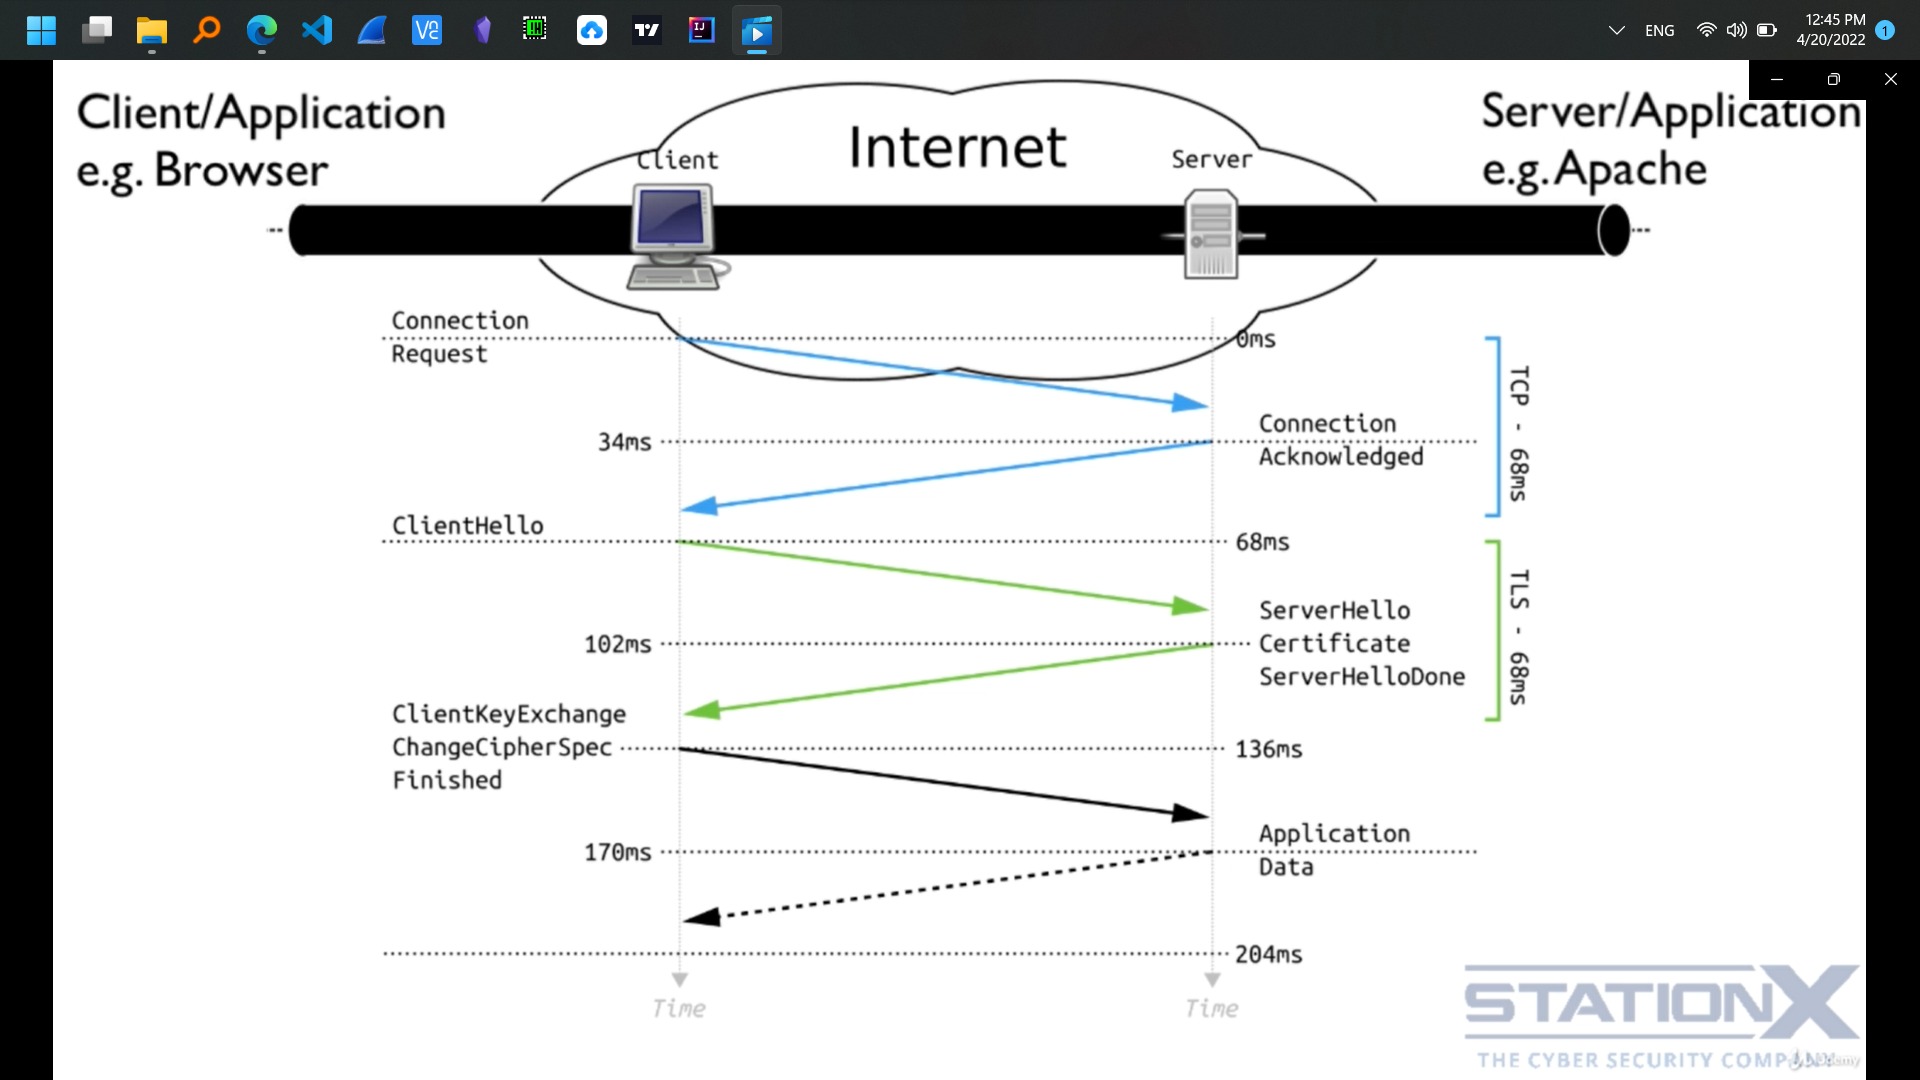 ENG
12:45 PM
4/20/2022
1
Client/Application
e.g. Browser
Internet
Client
Server
Server/Application
e.g. Apache
Connection
Request
0ms
34ms
Connection
Acknowledged
TCP - 68ms
ClientHello
68ms
102ms
ServerHello
Certificate
ServerHelloDone
TLS - 68ms
ClientKeyExchange
ChangeCipherSpec
Finished
136ms
170ms
Application
Data
204ms
Time
Time
STATIONX
THE CYBER SECURITY COMPANY
Udemy